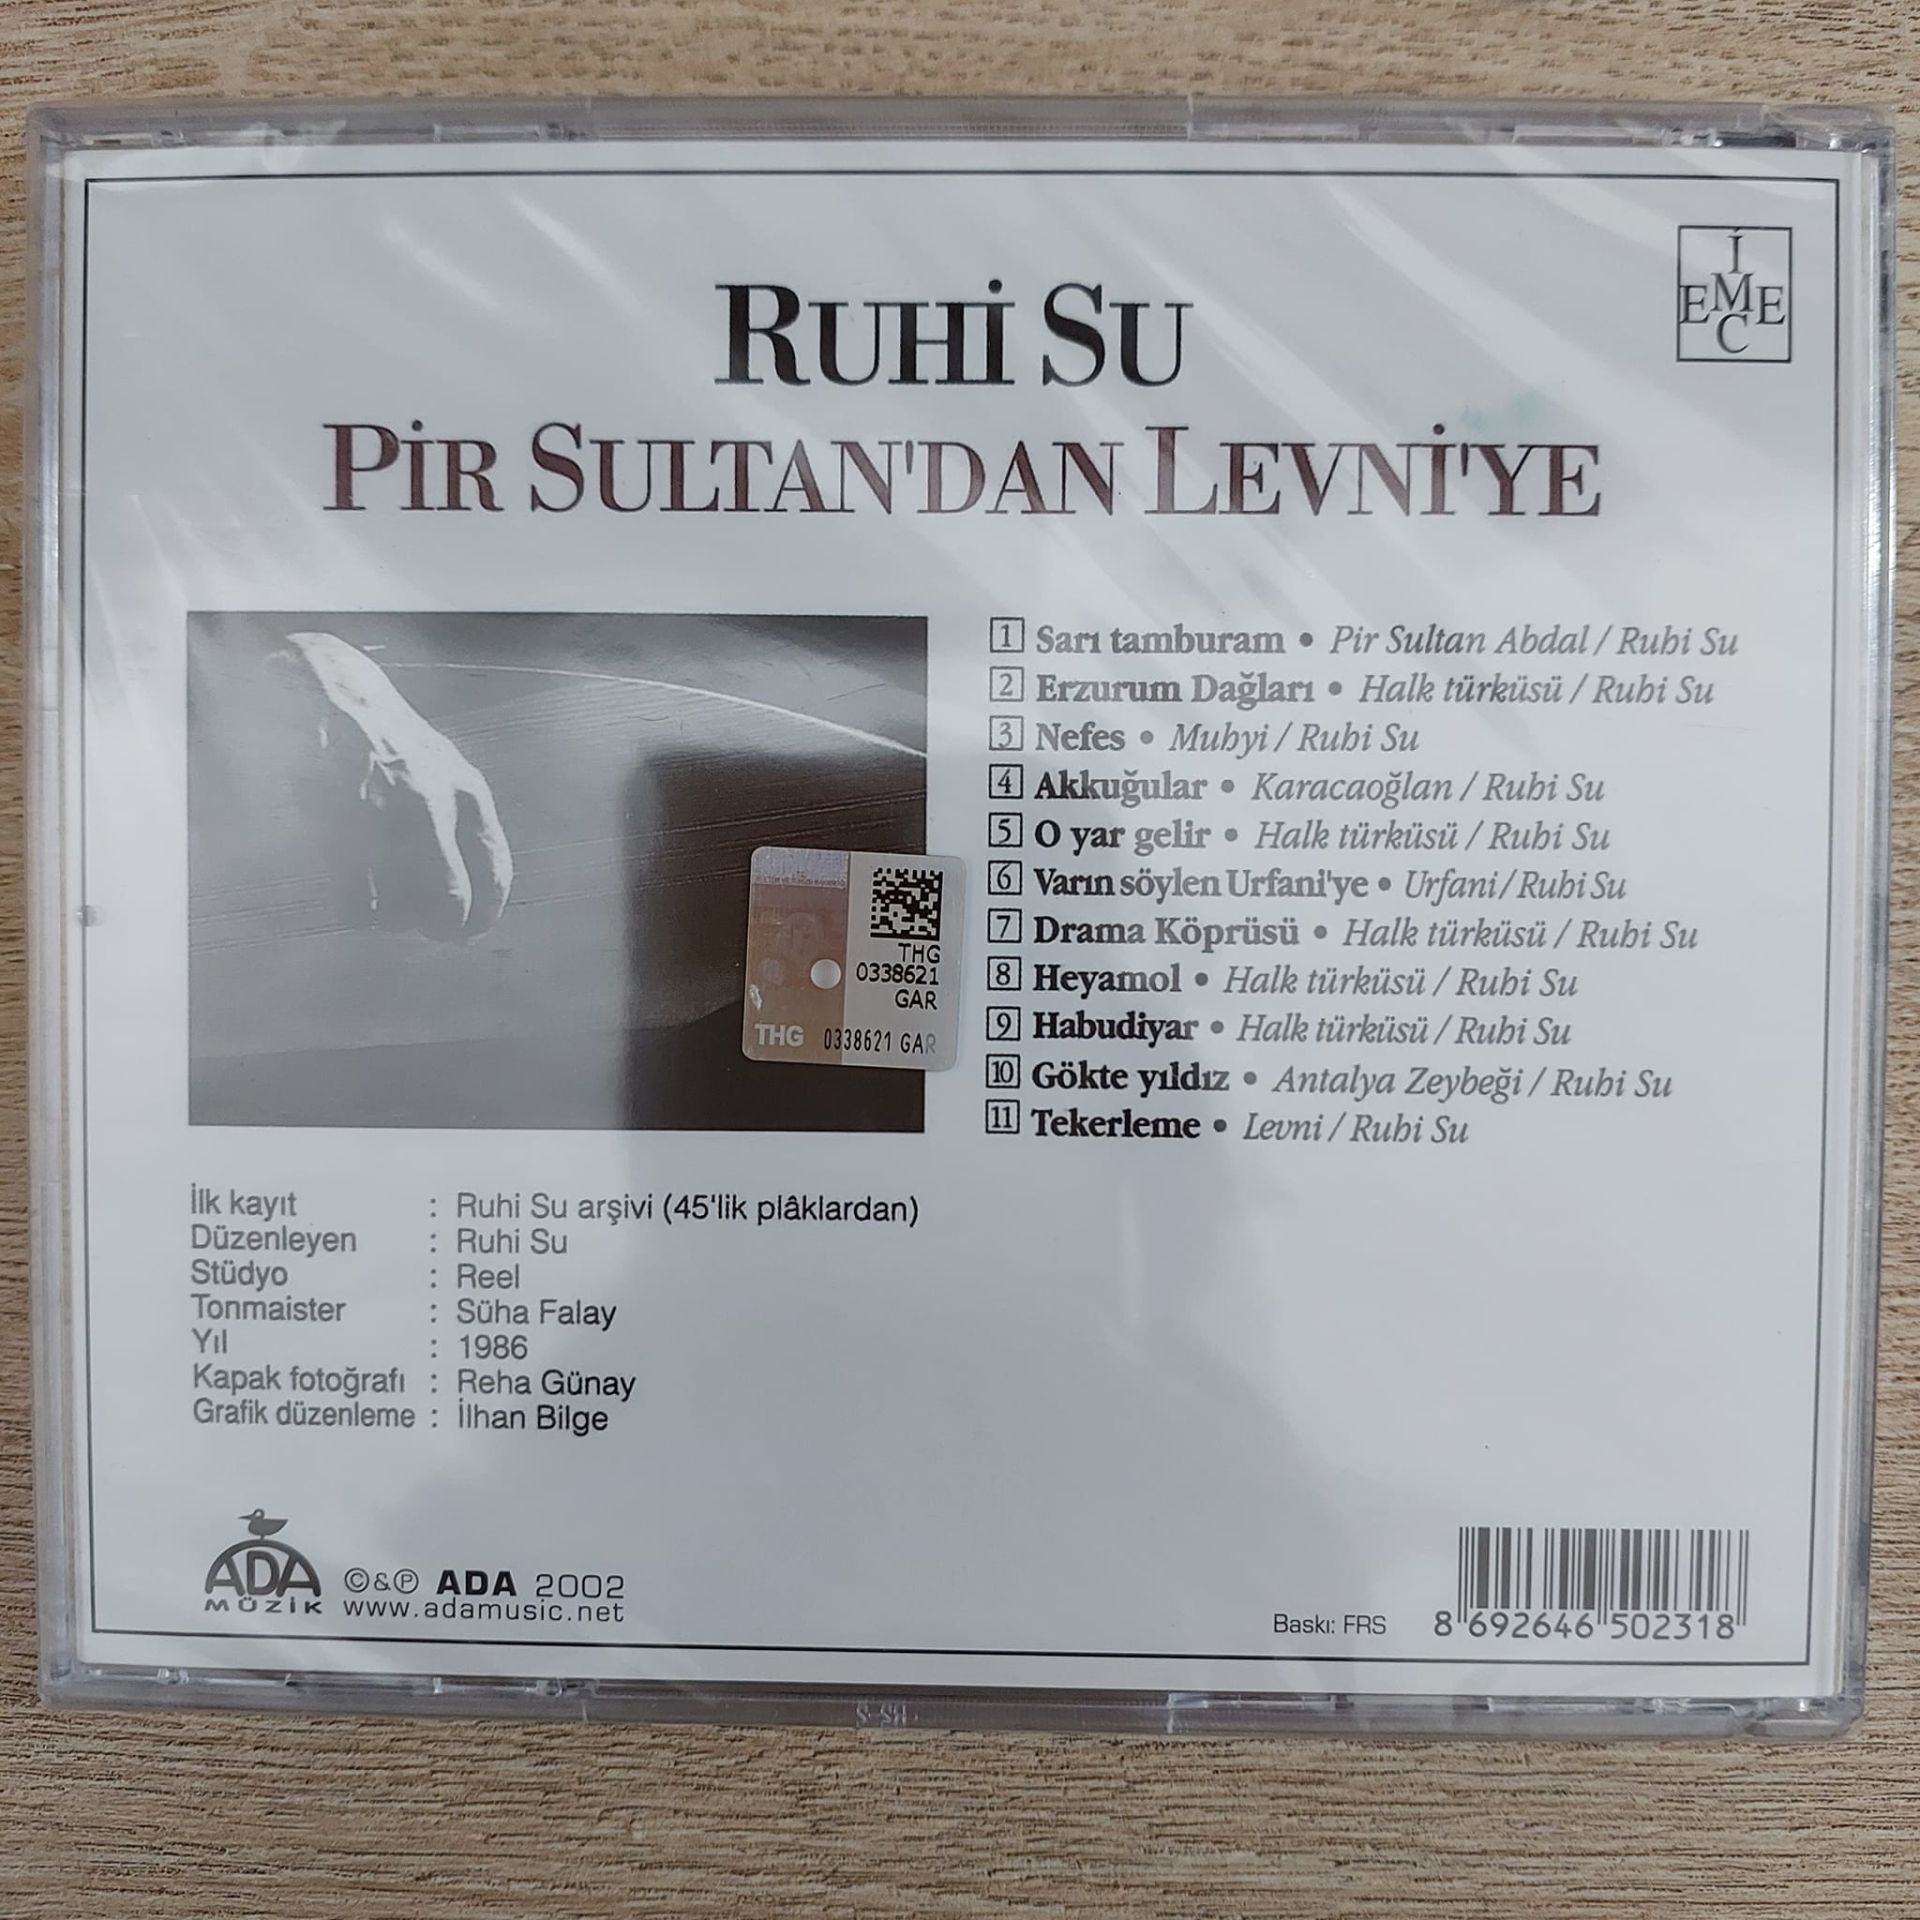 İ
EME
C
RUHİ SU
PİR SULTAN'DAN LEVNİ'YE
1 Sarı tamburam • Pir Sultan Abdal / Ruhi Su
2 Erzurum Dağları • Halk türküsü / Ruhi Su
3 Nefes • Muhyi / Ruhi Su
4 Akkuğular • Karacaoğlan / Ruhi Su
5 O yar gelir • Halk türküsü / Ruhi Su
6 Varın söylen Urfani'ye • Urfani / Ruhi Su
7 Drama Köprüsü • Halk türküsü / Ruhi Su
8 Heyamol • Halk türküsü / Ruhi Su
9 Habudiyar • Halk türküsü / Ruhi Su
10 Gökte yıldız • Antalya Zeybeği / Ruhi Su
11 Tekerleme • Levni / Ruhi Su
THG
0338621
GAR
THG 0338621 GAR
İlk kayıt : Ruhi Su arşivi (45'lik plâklardan)
Düzenleyen : Ruhi Su
Stüdyo : Reel
Tonmaister : Süha Falay
Yıl : 1986
Kapak fotoğrafı : Reha Günay
Grafik düzenleme : İlhan Bilge
ADA
MÜZİK
©&℗ ADA 2002
www.adamusic.net
Baskı: FRS
8 692646 502318